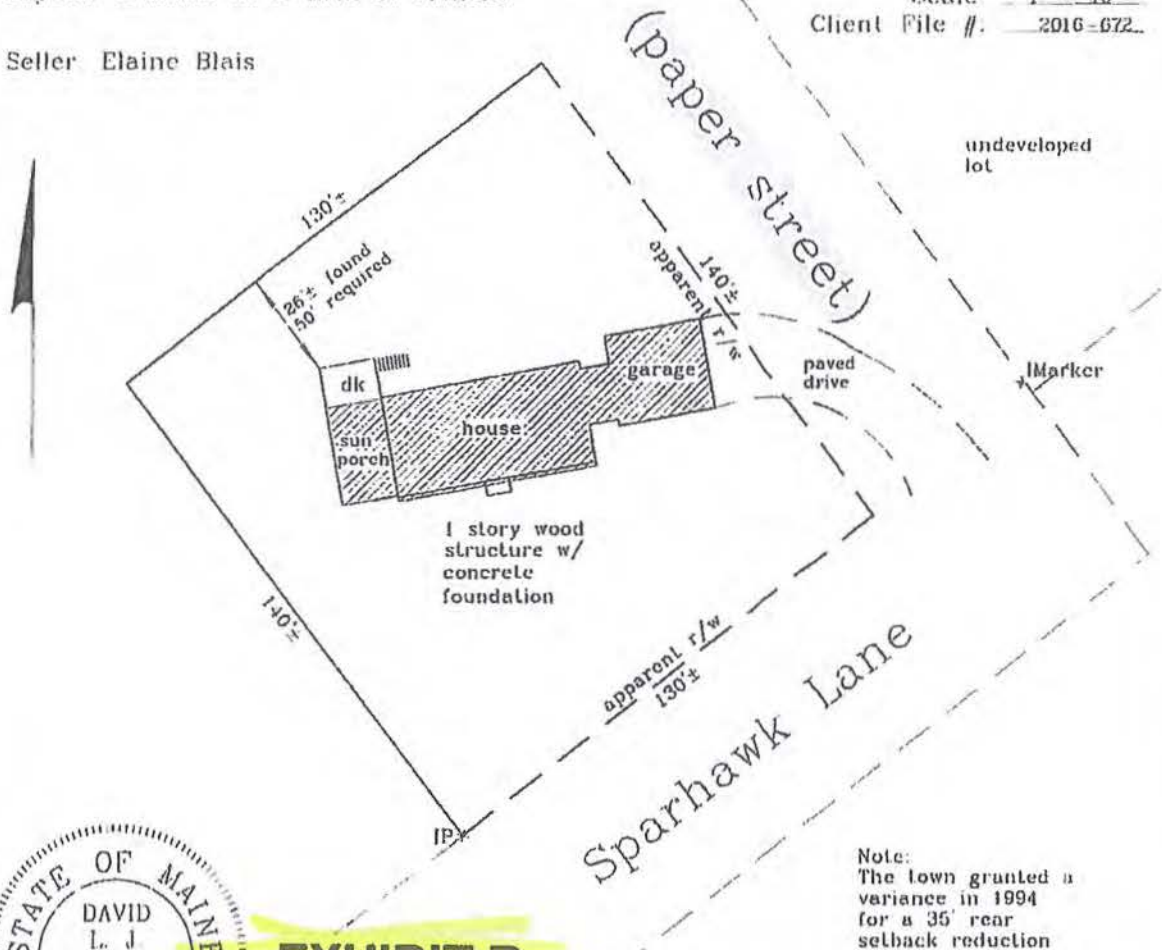 Client File #: 2016-672
Seller Elaine Blais
(paper street)
undeveloped
lot
130'±
26'± found
50' required
140'±
apparent r/w
dk
garage
paved
drive
IMarker
sun
porch
house
1 story wood
structure w/
concrete
foundation
140'±
apparent r/w
130'±
Sparhawk Lane
IP
STATE OF MAINE
DAVID
L. J.
Note:
The town granted a
variance in 1994
for a 35' rear
setback reduction